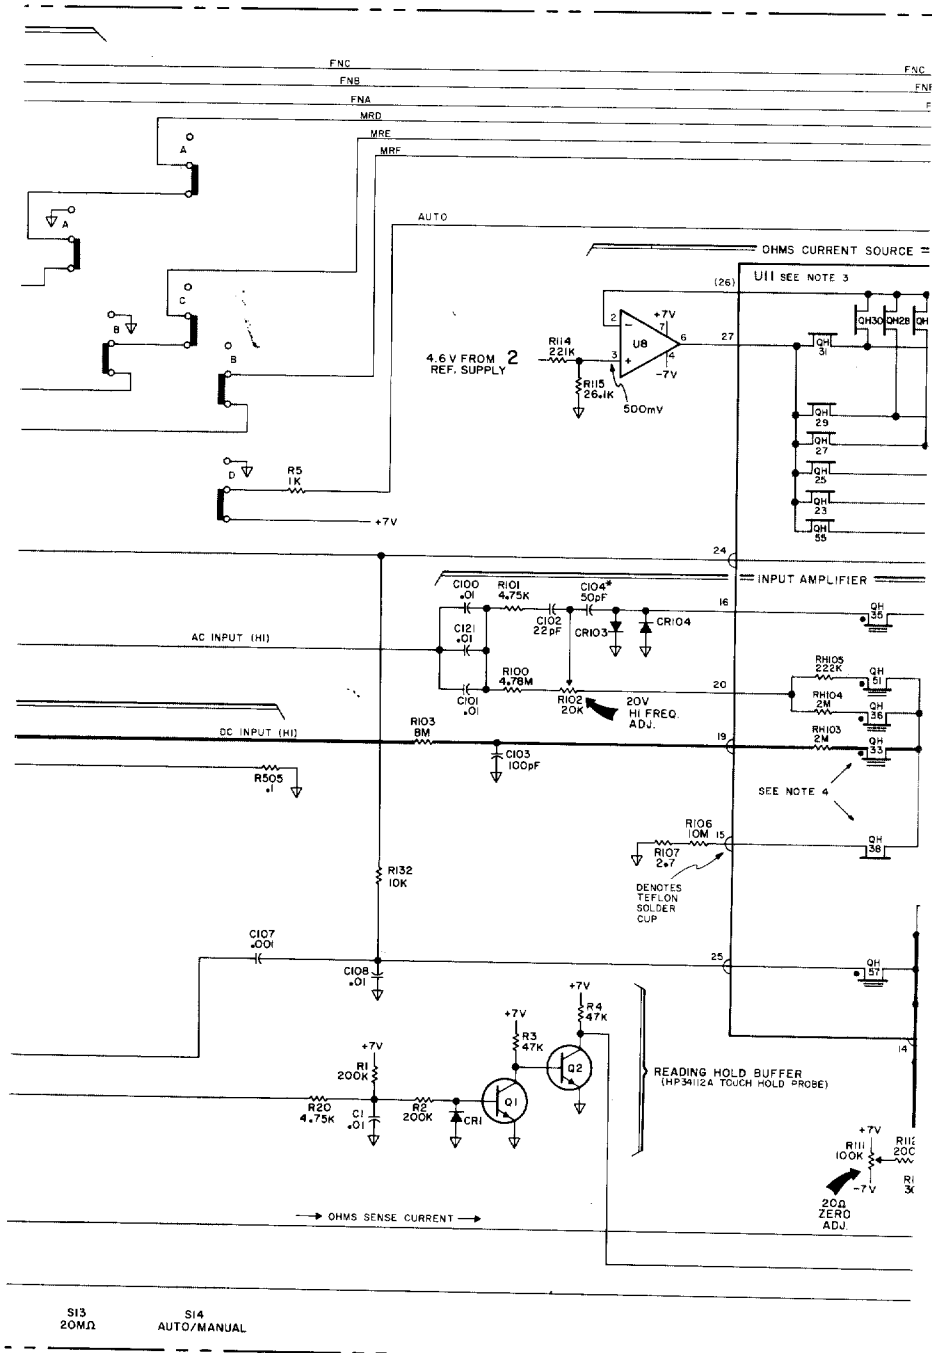 FNC
FNC
FNB
FNA
MRD
MRE
MRF
A
A
AUTO
OHMS CURRENT SOURCE
U11 SEE NOTE 3
(26)
C
B
B
+7V
2
7
U8
6
27
3
4
-7V
QH30
QH28
QH
QH
31
R114
221K
4.6 V FROM 2
REF. SUPPLY
R115
26.1K
500mV
QH
29
QH
27
QH
25
QH
23
QH
55
D
R5
1K
+7V
24
INPUT AMPLIFIER
C100
.01
R101
4.75K
C104*
50pF
C102
22pF
CR103
CR104
16
QH
35
C121
.01
AC INPUT (HI)
C101
.01
R100
4.78M
R102
20K
20V
HI FREQ.
ADJ.
20
RH105
222K
QH
51
RH104
2M
QH
36
DC INPUT (HI)
R103
8M
C103
100pF
19
RH103
2M
QH
33
R505
.1
SEE NOTE 4
R106
10M
15
R107
2.7
QH
38
DENOTES
TEFLON
SOLDER
CUP
R132
10K
C107
.001
C108
.01
25
QH
57
+7V
R4
47K
+7V
R3
47K
+7V
R1
200K
Q2
Q1
READING HOLD BUFFER
(HP34112A TOUCH HOLD PROBE)
14
R20
4.75K
C1
.01
R2
200K
CR1
+7V
R111
100K
-7V
20Ω
ZERO
ADJ.
OHMS SENSE CURRENT
S13
20MΩ
S14
AUTO/MANUAL